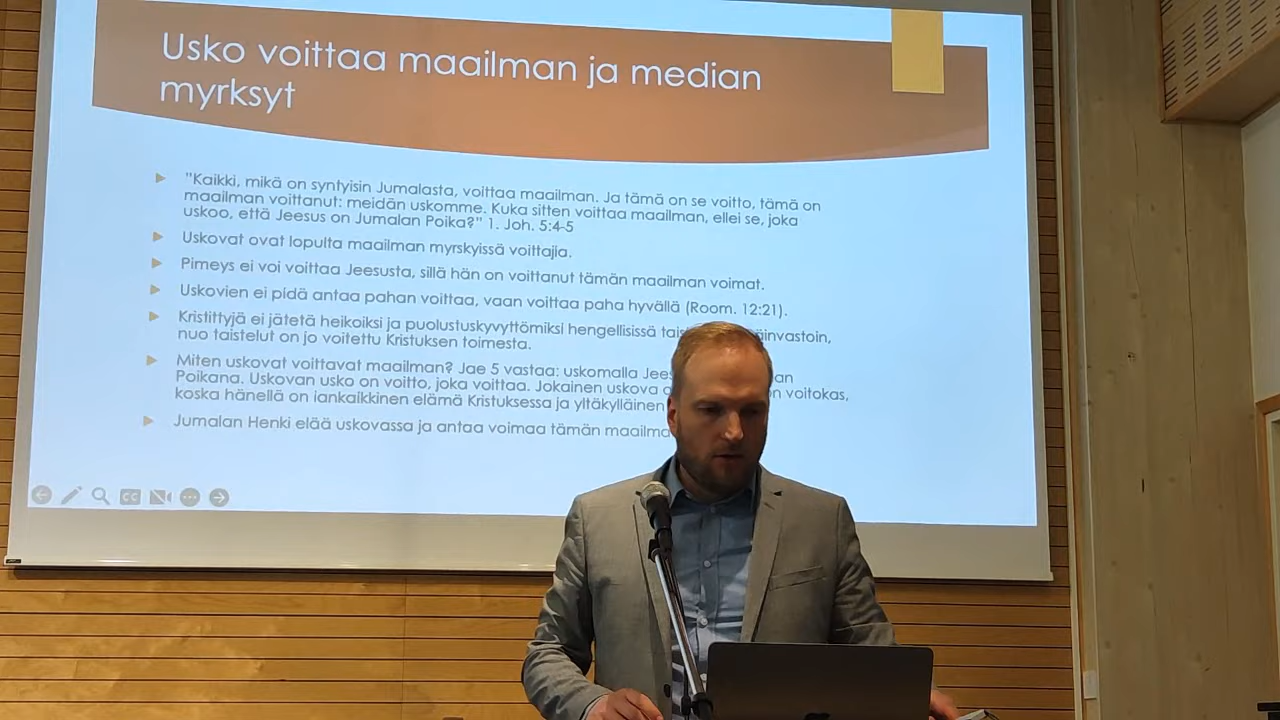 Usko voittaa maailman ja median
myrksyt
"Kaikki, mikä on syntyisin Jumalasta, voittaa maailman. Ja tämä on se voitto, tämä on
maailman voittanut: meidän uskomme. Kuka sitten voittaa maailman, ellei se, joka
uskoo, että Jeesus on Jumalan Poika?" 1. Joh. 5:4-5
Uskovat ovat lopulta maailman myrskyissä voittajia.
Pimeys ei voi voittaa Jeesusta, sillä hän on voittanut tämän maailman voimat.
Uskovien ei pidä antaa pahan voittaa, vaan voittaa paha hyvällä (Room. 12:21).
Kristittyjä ei jätetä heikoiksi ja puolustuskyvyttömiksi hengellisissä
nuo taistelut on jo voitettu Kristuksen toimesta.
Miten uskovat voittavat maailman? Jae 5 vastaa: uskomalla
Poikana. Uskovan usko on voitto, joka voittaa. Jokainen uskova voitokas,
koska hänellä on iankaikkinen elämä Kristuksessa ja yltäkylläinen
Jumalan Henki elää uskovassa ja antaa voimaa tämän
CC